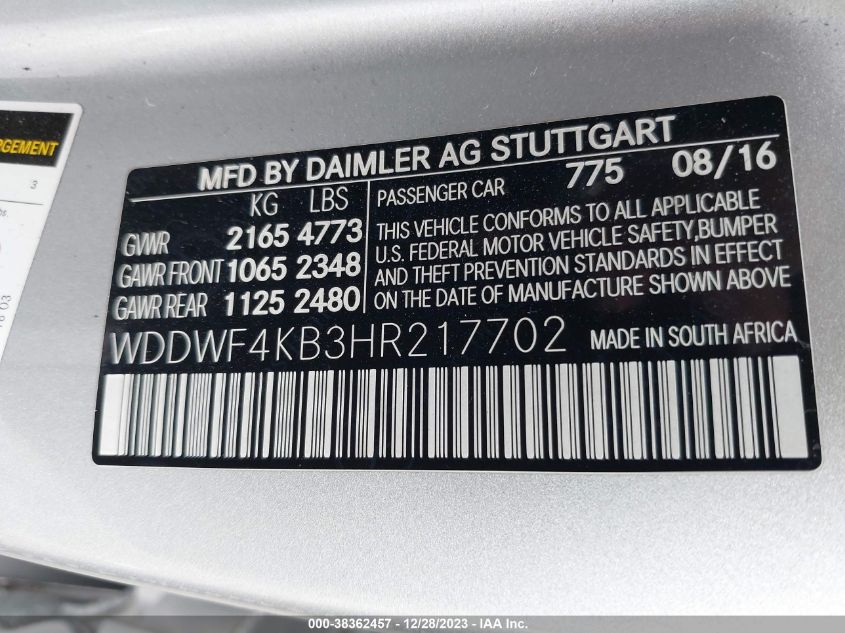 MFD BY DAIMLER AG STUTTGART
KG LBS
PASSENGER CAR 775 08/16
GVWR 2165 4773
GAWR FRONT 1065 2348
GAWR REAR 1125 2480
THIS VEHICLE CONFORMS TO ALL APPLICABLE
U.S. FEDERAL MOTOR VEHICLE SAFETY,BUMPER
AND THEFT PREVENTION STANDARDS IN EFFECT
ON THE DATE OF MANUFACTURE SHOWN ABOVE
WDDWF4KB3HR217702 MADE IN SOUTH AFRICA
3
000-38362457 - 12/28/2023 - IAA Inc.